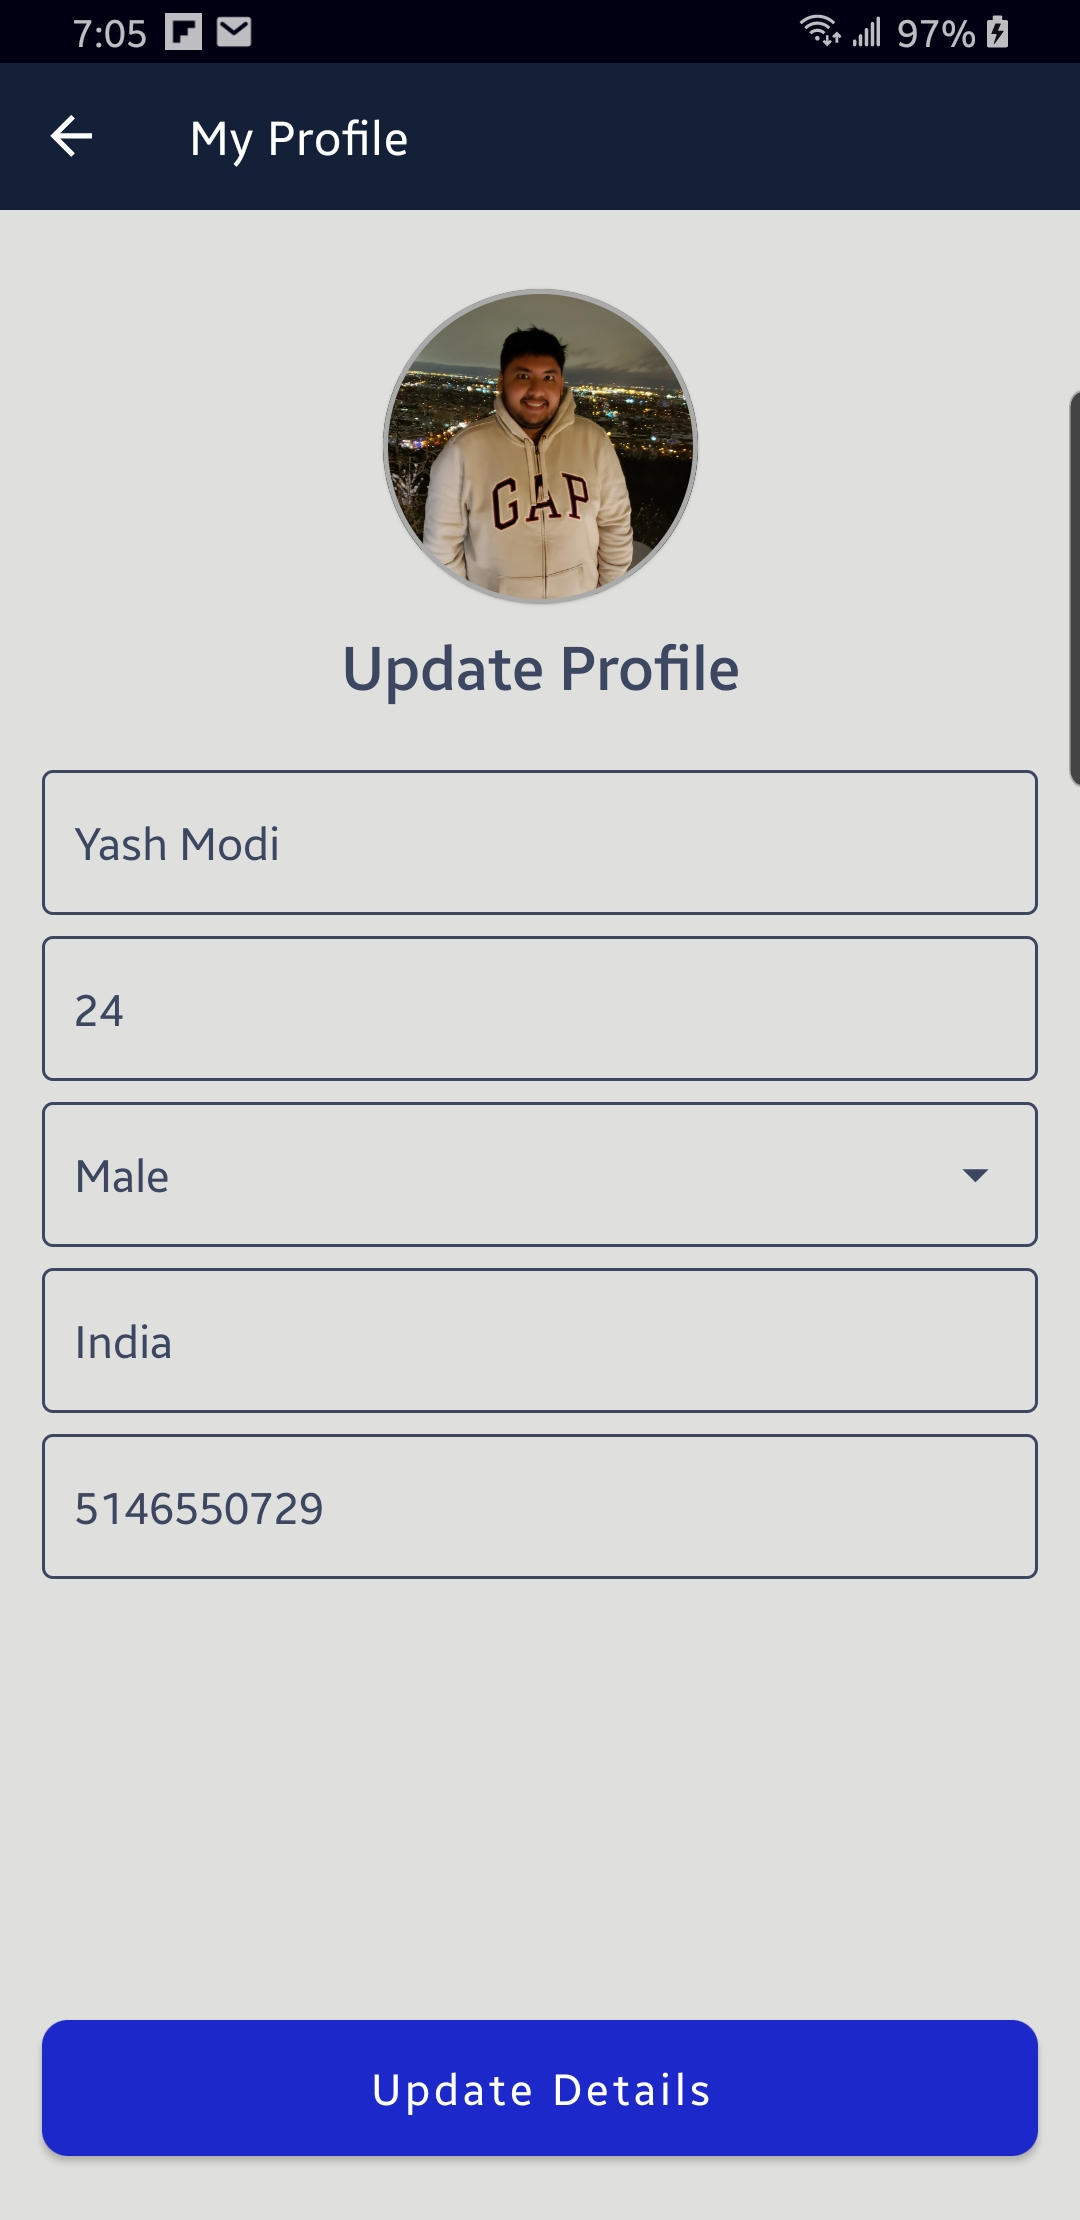 7:05 97%
My Profile
GAP
Update Profile
Yash Modi
24
Male
India
5146550729
Update Details